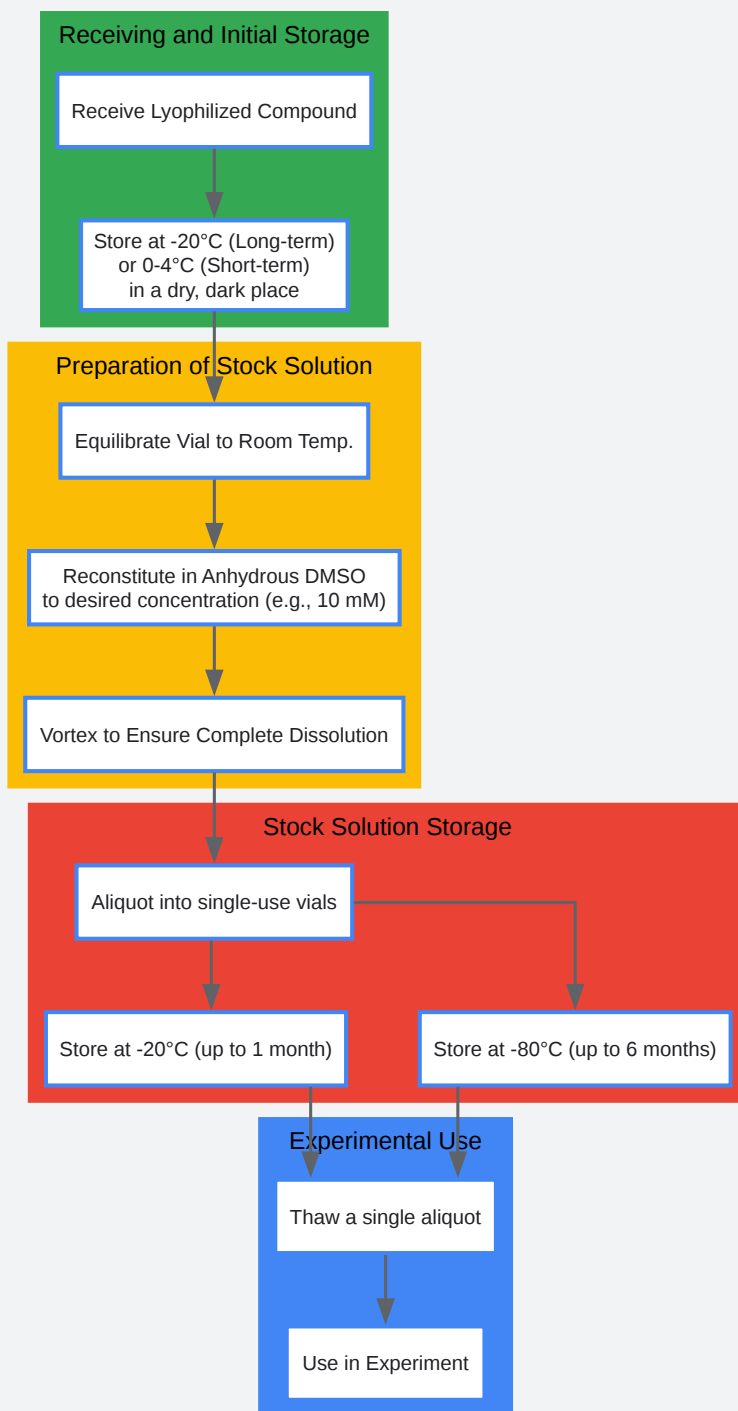 Receiving and Initial Storage
Receive Lyophilized Compound
Store at -20°C (Long-term)
or 0-4°C (Short-term)
in a dry, dark place
Preparation of Stock Solution
Equilibrate Vial to Room Temp.
Reconstitute in Anhydrous DMSO
to desired concentration (e.g., 10 mM)
Vortex to Ensure Complete Dissolution
Stock Solution Storage
Aliquot into single-use vials
Store at -20°C (up to 1 month)
Store at -80°C (up to 6 months)
Experimental Use
Thaw a single aliquot
Use in Experiment